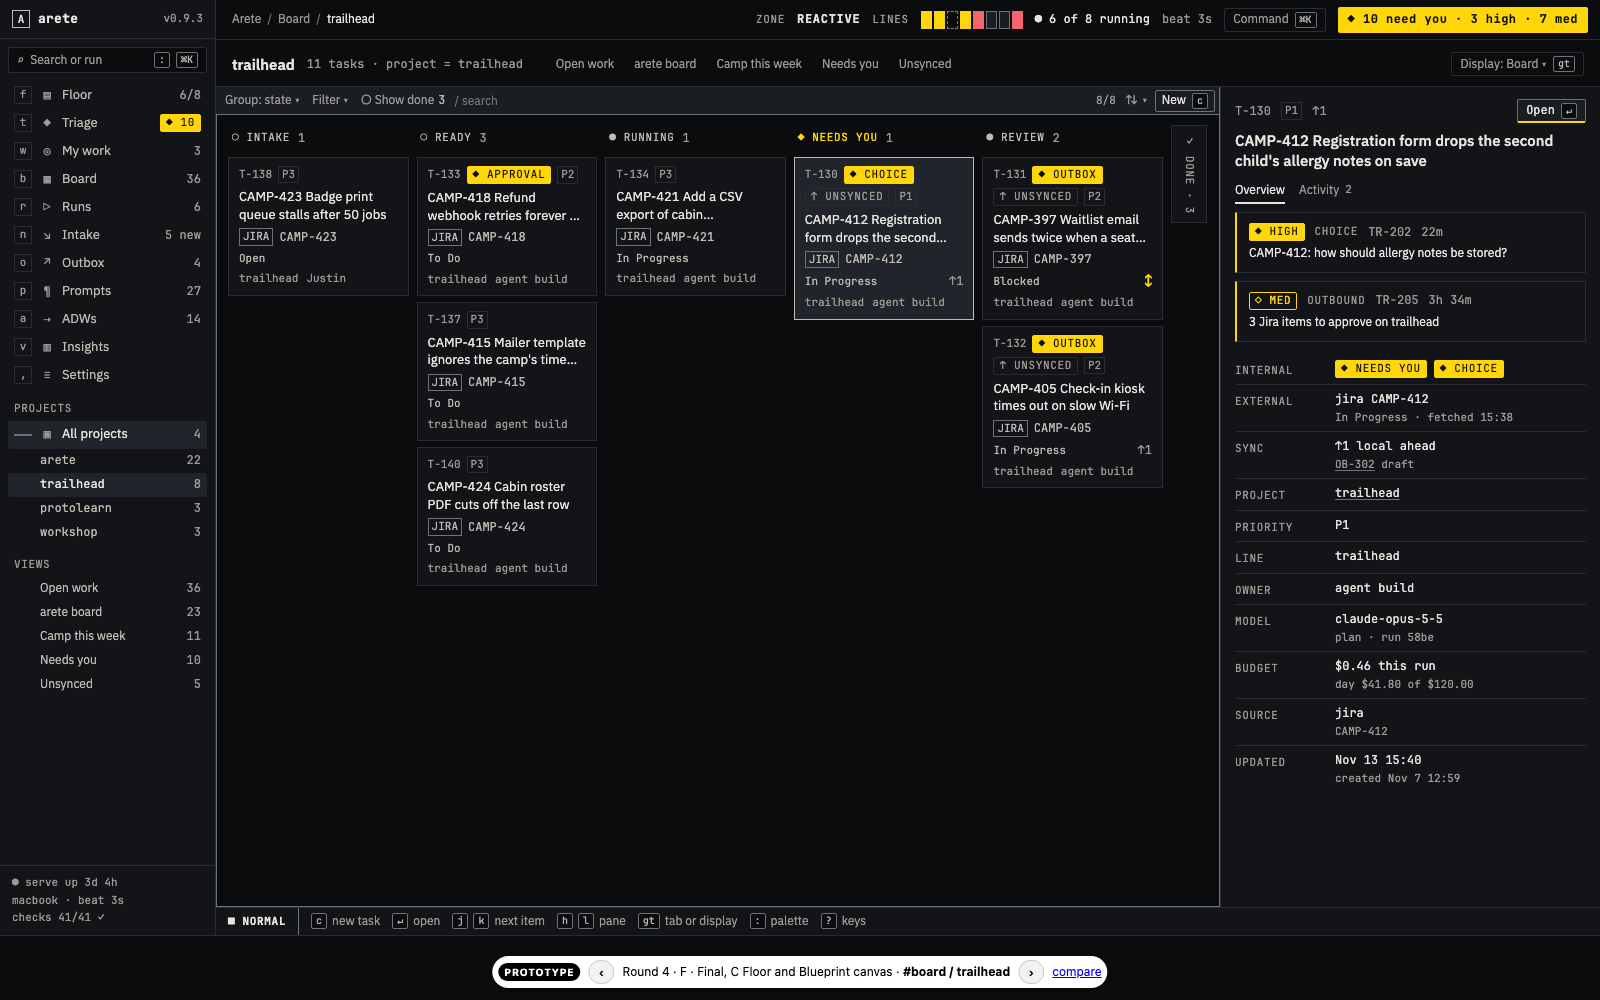 A arete v0.9.3
Search or run : ⌘K
f Floor 6/8
t Triage ◆ 10
w My work 3
b Board 36
r Runs 6
n Intake 5 new
o Outbox 4
p Prompts 27
a ADWs 14
v Insights
, Settings
PROJECTS
All projects 4
arete 22
trailhead 8
protolearn 3
workshop 3
VIEWS
Open work 36
arete board 23
Camp this week 11
Needs you 10
Unsynced 5
● serve up 3d 4h
macbook · beat 3s
checks 41/41 ✓
Arete / Board / trailhead
ZONE REACTIVE LINES ● 6 of 8 running beat 3s Command ⌘K ◆ 10 need you · 3 high · 7 med
trailhead 11 tasks · project = trailhead Open work arete board Camp this week Needs you Unsynced Display: Board gt
Group: state Filter Show done 3 / search 8/8 New c
INTAKE 1
T-138 P3
CAMP-423 Badge print
queue stalls after 50 jobs
JIRA CAMP-423
Open
trailhead Justin
READY 3
T-133 ◆ APPROVAL P2
CAMP-418 Refund
webhook retries forever ...
JIRA CAMP-418
To Do
trailhead agent build
T-137 P3
CAMP-415 Mailer template
ignores the camp's time...
JIRA CAMP-415
To Do
trailhead agent build
T-140 P3
CAMP-424 Cabin roster
PDF cuts off the last row
JIRA CAMP-424
To Do
trailhead agent build
RUNNING 1
T-134 P3
CAMP-421 Add a CSV
export of cabin...
JIRA CAMP-421
In Progress
trailhead agent build
◆ NEEDS YOU 1
T-130 ◆ CHOICE
↑ UNSYNCED P1
CAMP-412 Registration
form drops the second...
JIRA CAMP-412
In Progress ↑1
trailhead agent build
REVIEW 2
T-131 ◆ OUTBOX
↑ UNSYNCED P2
CAMP-397 Waitlist email
sends twice when a seat...
JIRA CAMP-397
Blocked ↕
trailhead agent build
T-132 ◆ OUTBOX
↑ UNSYNCED P2
CAMP-405 Check-in kiosk
times out on slow Wi-Fi
JIRA CAMP-405
In Progress ↑1
trailhead agent build
✓ DONE · 3
T-130 P1 ↑1 Open ↵
CAMP-412 Registration form drops the second
child's allergy notes on save
Overview Activity 2
◆ HIGH CHOICE TR-202 22m
CAMP-412: how should allergy notes be stored?
◇ MED OUTBOUND TR-205 3h 34m
3 Jira items to approve on trailhead
INTERNAL ◆ NEEDS YOU ◆ CHOICE
EXTERNAL jira CAMP-412
In Progress · fetched 15:38
SYNC ↑1 local ahead
OB-302 draft
PROJECT trailhead
PRIORITY P1
LINE trailhead
OWNER agent build
MODEL claude-opus-5-5
plan · run 58be
BUDGET $0.46 this run
day $41.80 of $120.00
SOURCE jira
CAMP-412
UPDATED Nov 13 15:40
created Nov 7 12:59
■ NORMAL c new task ↵ open j k next item h l pane gt tab or display : palette ? keys
PROTOTYPE ‹ Round 4 · F · Final, C Floor and Blueprint canvas · #board / trailhead › compare